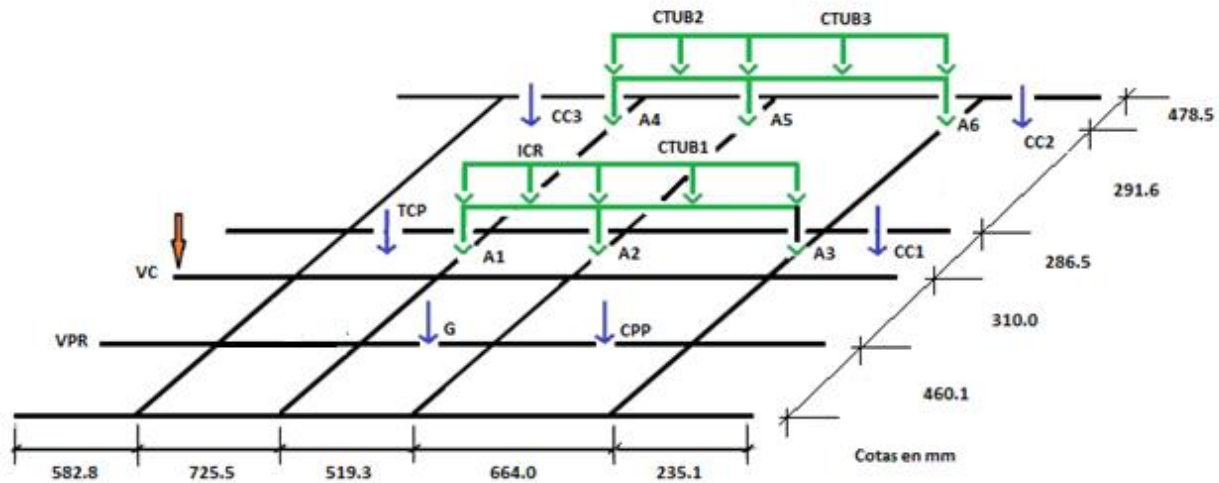 CTUB2 CTUB3
CC3 A4 A5 A6 CC2 478.5
ICR CTUB1 291.6
TCP
A1 A2 A3 CC1 286.5
VC
310.0
VPR G CPP
460.1
582.8 725.5 519.3 664.0 235.1 Cotas en mm